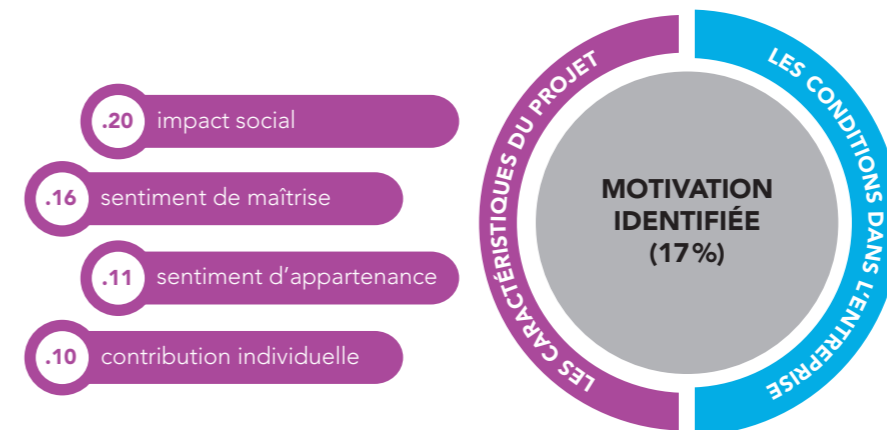 .20 impact social
.16 sentiment de maîtrise
.11 sentiment d'appartenance
.10 contribution individuelle
LES CARACTÉRISTIQUES DU PROJET
MOTIVATION
IDENTIFIÉE
(17%)
LES CONDITIONS DANS L'ENTREPRISE